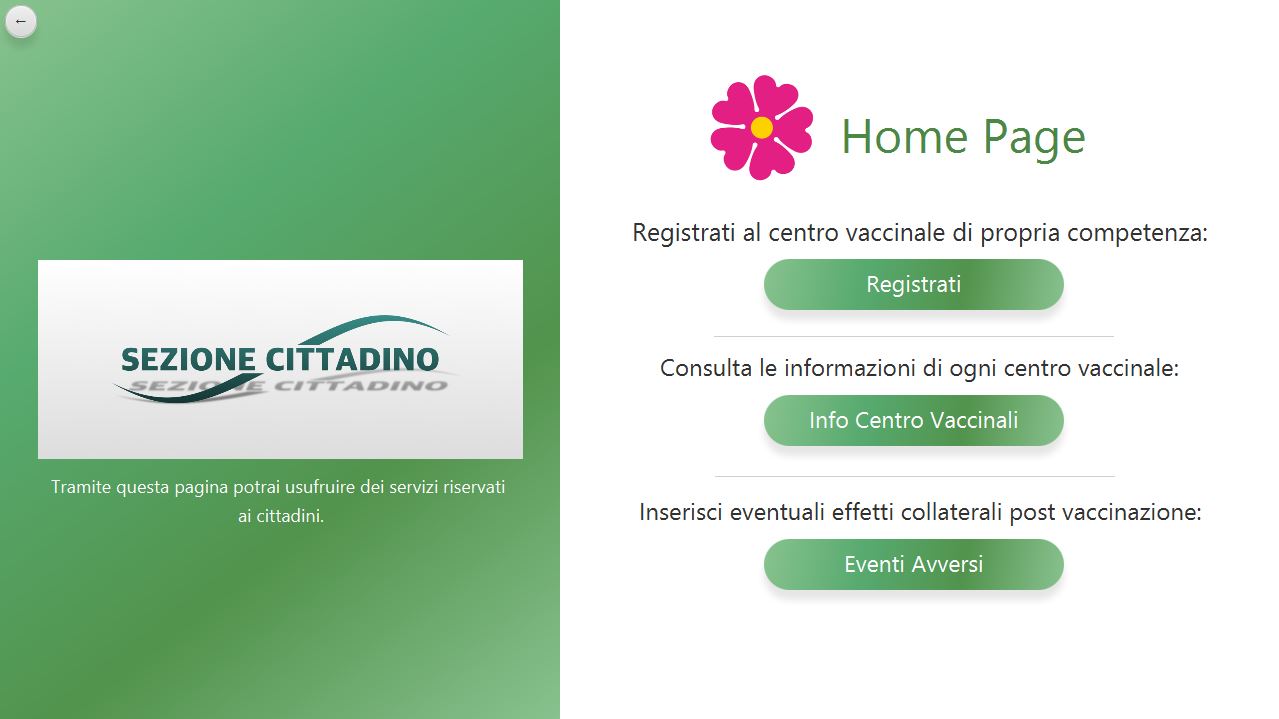 ←
SEZIONE CITTADINO
SEZIONE CITTADINO
Tramite questa pagina potrai usufruire dei servizi riservati
ai cittadini.
Home Page
Registrati al centro vaccinale di propria competenza:
Registrati
Consulta le informazioni di ogni centro vaccinale:
Info Centro Vaccinali
Inserisci eventuali effetti collaterali post vaccinazione:
Eventi Avversi